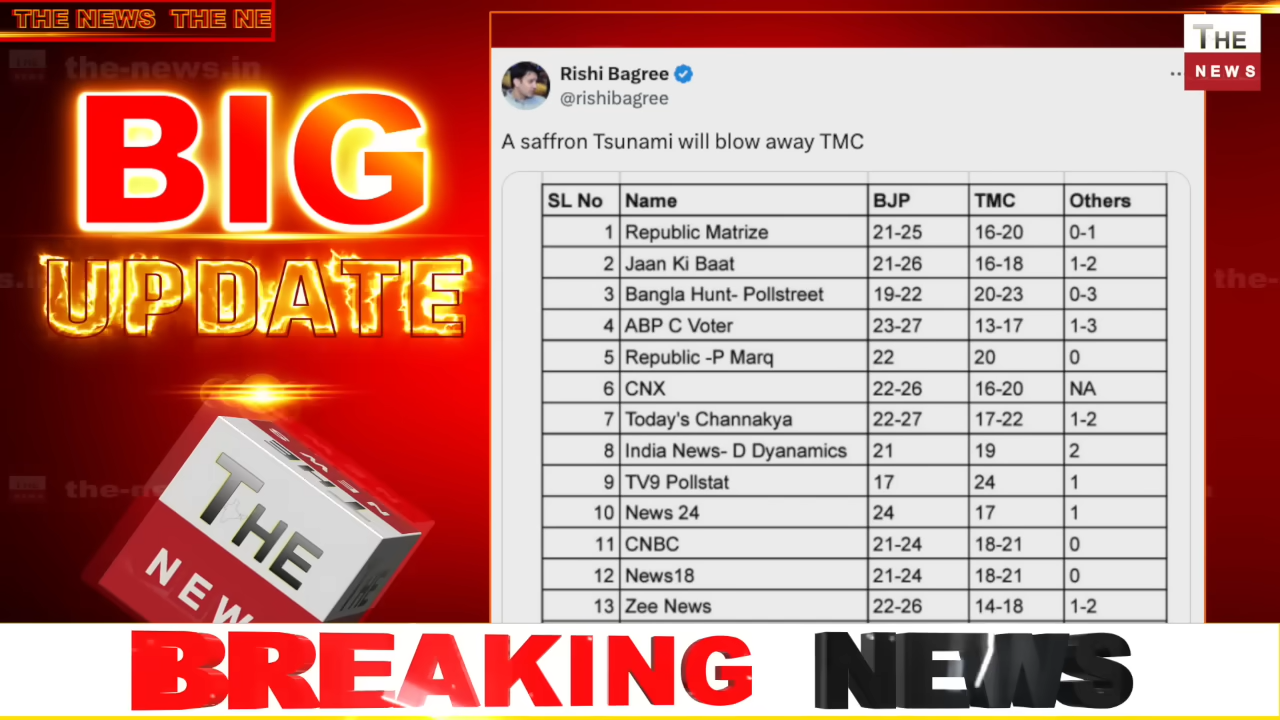 THE NEWS THE NE
the-news.in
BIG
UPDATE
THE
NEWS
THE
NEWS
Rishi Bagree
@rishibagree
A saffron Tsunami will blow away TMC
SL No Name BJP TMC Others
1 Republic Matrize 21-25 16-20 0-1
2 Jaan Ki Baat 21-26 16-18 1-2
3 Bangla Hunt- Pollstreet 19-22 20-23 0-3
4 ABP C Voter 23-27 13-17 1-3
5 Republic -P Marq 22 20 0
6 CNX 22-26 16-20 NA
7 Today's Channakya 22-27 17-22 1-2
8 India News- D Dyanamics 21 19 2
9 TV9 Pollstat 17 24 1
10 News 24 24 17 1
11 CNBC 21-24 18-21 0
12 News18 21-24 18-21 0
13 Zee News 22-26 14-18 1-2
BREAKING NEWS